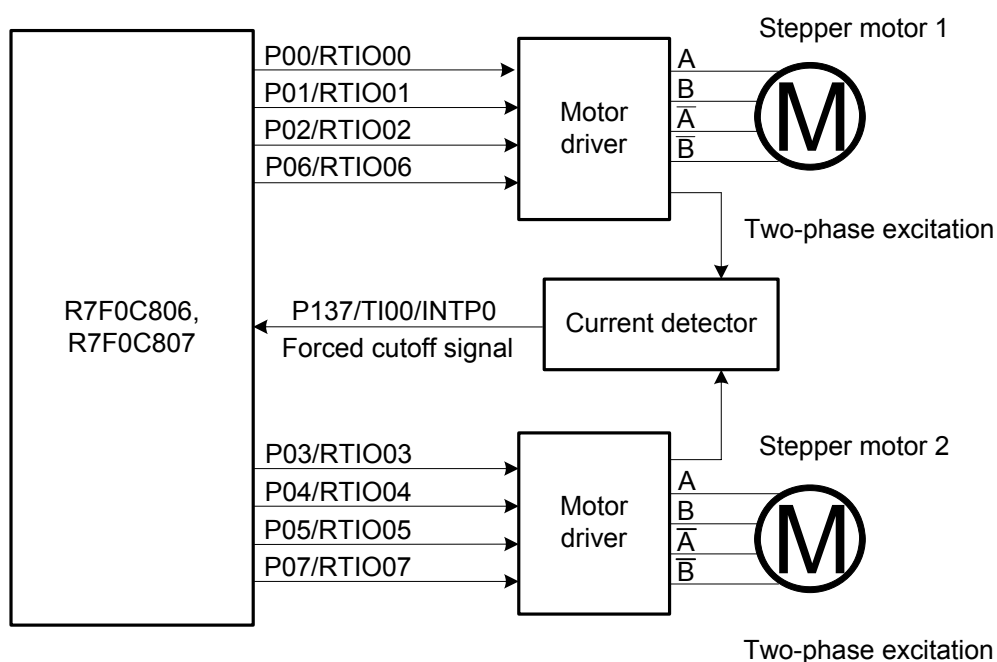 Stepper motor 1
P00/RTIO00
P01/RTIO01
P02/RTIO02
P06/RTIO06
Motor
driver
A
B
A̅
B̅
M
Two-phase excitation
R7F0C806,
R7F0C807
P137/TI00/INTP0
Forced cutoff signal
Current detector
Stepper motor 2
P03/RTIO03
P04/RTIO04
P05/RTIO05
P07/RTIO07
Motor
driver
A
B
A̅
B̅
M
Two-phase excitation